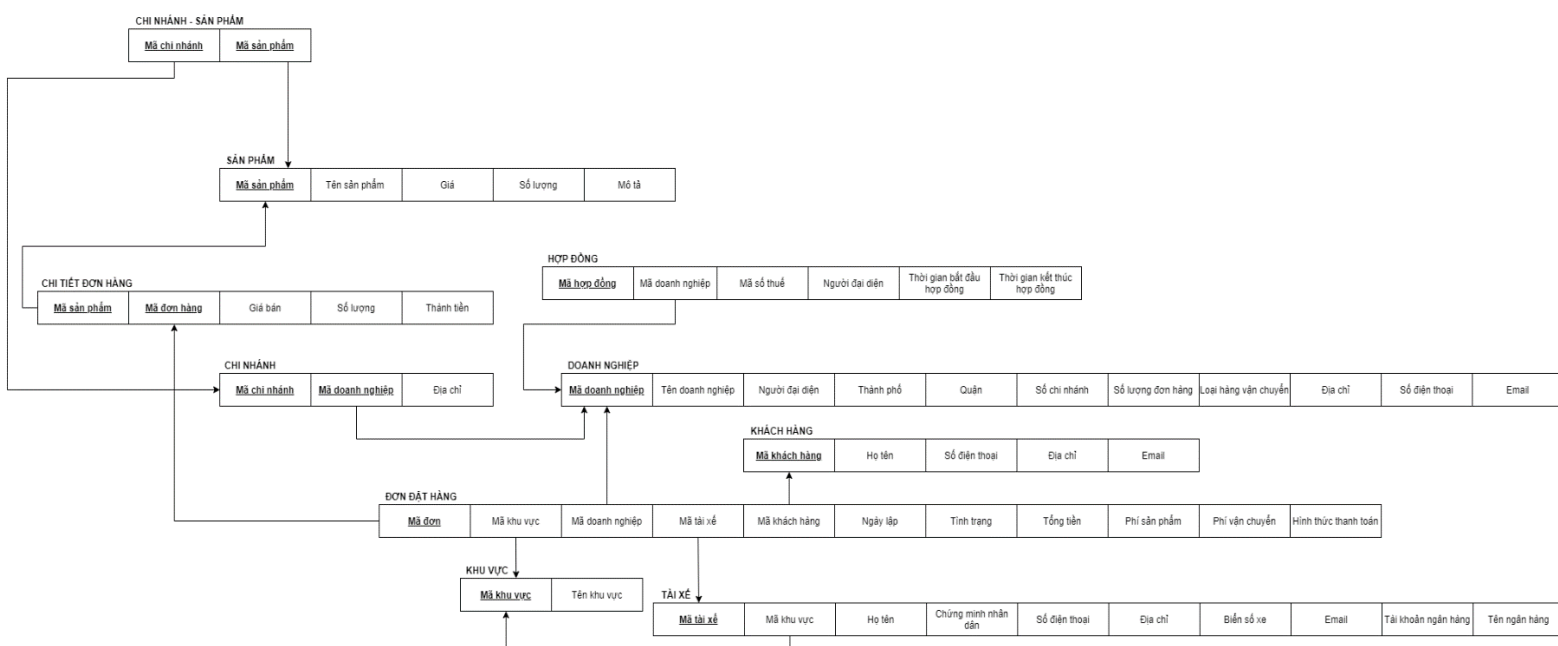 CHI NHÁNH - SẢN PHẨM
Mã chi nhánh Mã sản phẩm
SẢN PHẨM
Mã sản phẩm Tên sản phẩm Giá Số lượng Mô tả
HỢP ĐỒNG
Mã hợp đồng Mã doanh nghiệp Mã số thuế Người đại diện Thời gian bắt đầu hợp đồng Thời gian kết thúc hợp đồng
CHI TIẾT ĐƠN HÀNG
Mã sản phẩm Mã đơn hàng Giá bán Số lượng Thành tiền
CHI NHÁNH
Mã chi nhánh Mã doanh nghiệp Địa chỉ
DOANH NGHIỆP
Mã doanh nghiệp Tên doanh nghiệp Người đại diện Thành phố Quận Số chi nhánh Số lượng đơn hàng Loại hàng vận chuyển Địa chỉ Số điện thoại Email
KHÁCH HÀNG
Mã khách hàng Họ tên Số điện thoại Địa chỉ Email
ĐƠN ĐẶT HÀNG
Mã đơn Mã khu vực Mã doanh nghiệp Mã tài xế Mã khách hàng Ngày lập Tình trạng Tổng tiền Phí sản phẩm Phí vận chuyển Hình thức thanh toán
KHU VỰC
Mã khu vực Tên khu vực
TÀI XẾ
Mã tài xế Mã khu vực Họ tên Chứng minh nhân dân Số điện thoại Địa chỉ Biển số xe Email Tài khoản ngân hàng Tên ngân hàng